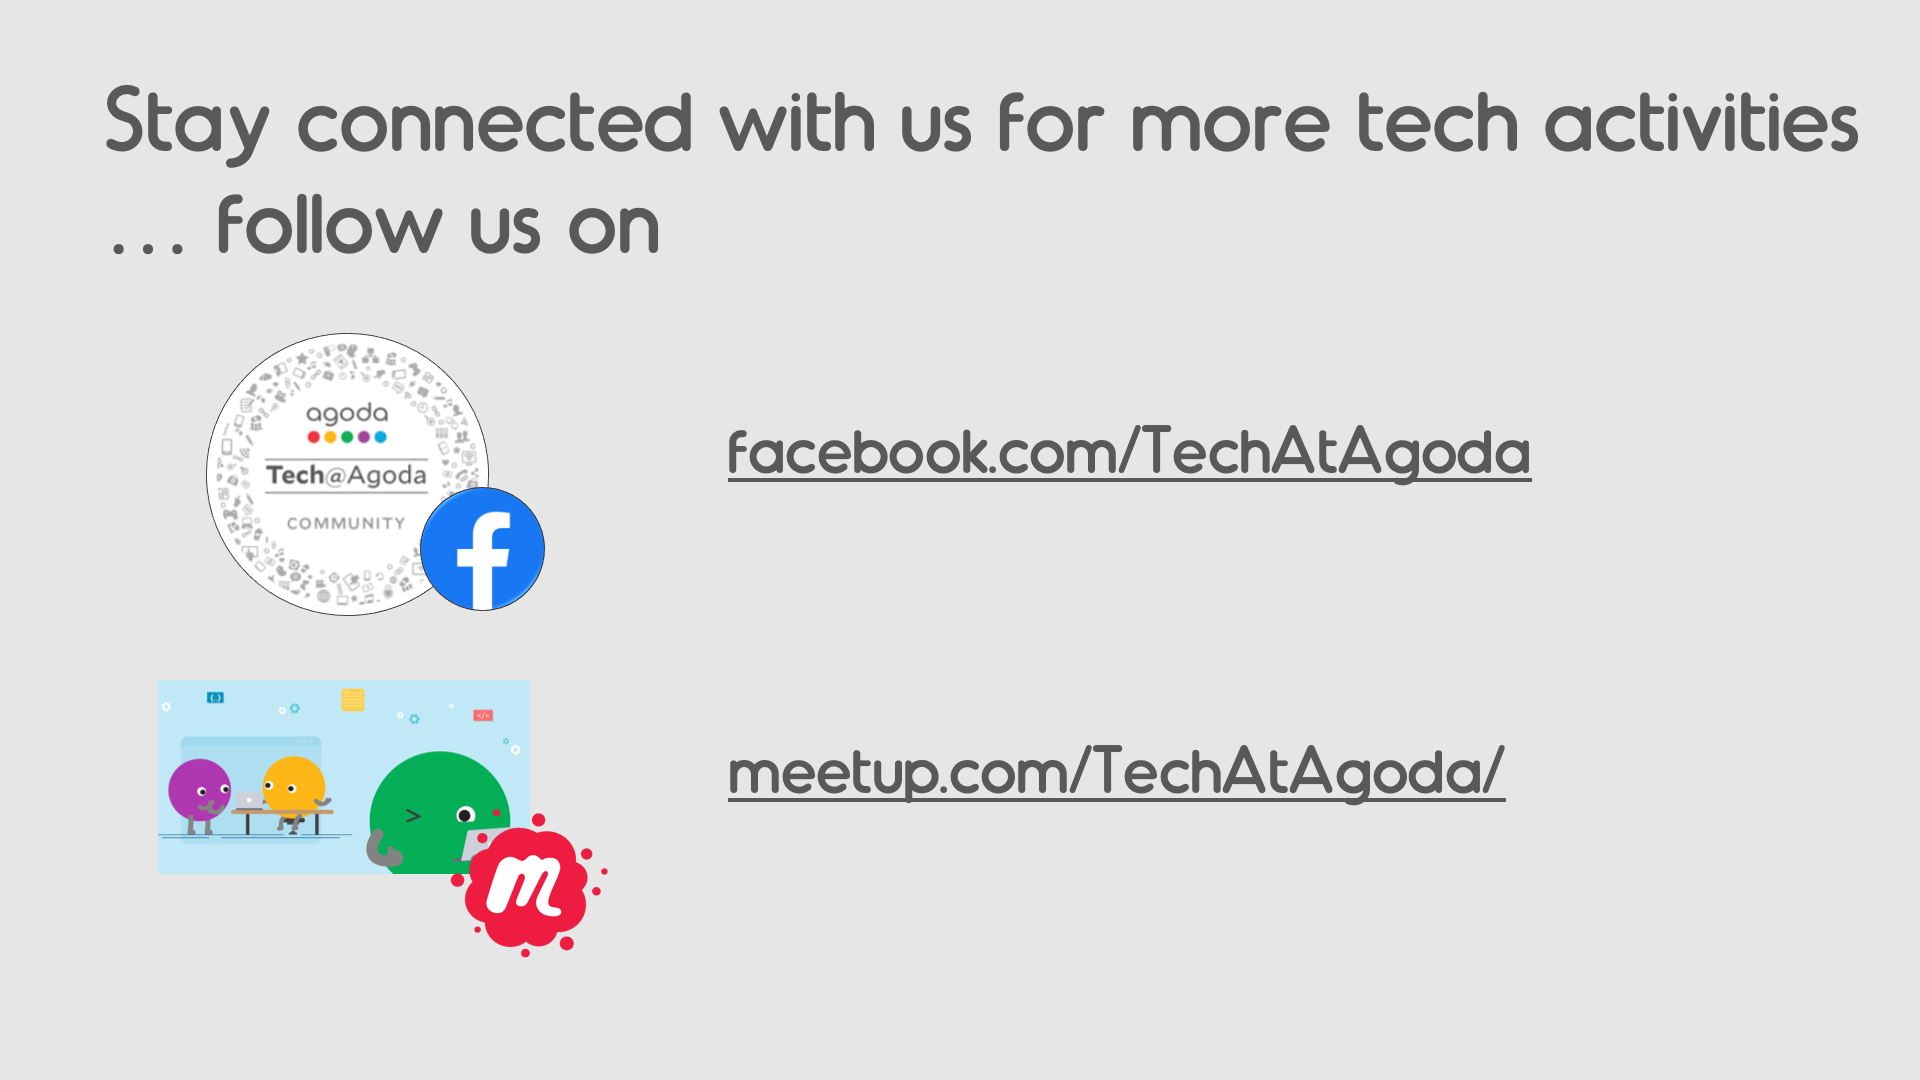 Stay connected with us for more tech activities
... follow us on
agoda
Tech@Agoda
COMMUNITY
facebook.com/TechAtAgoda
{..}
</>
meetup.com/TechAtAgoda/
m